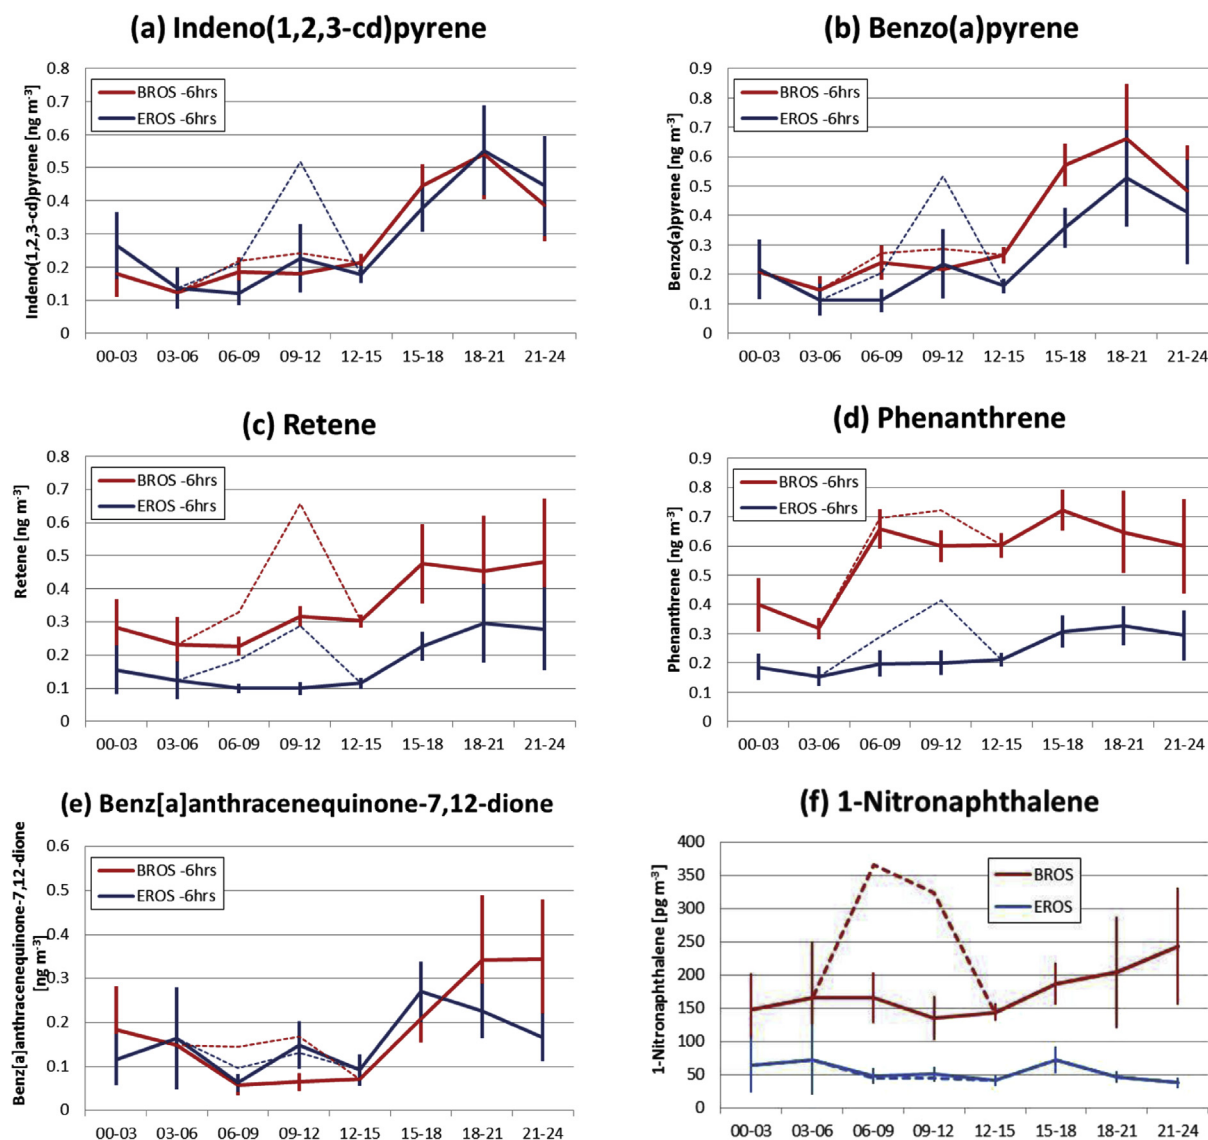 (a) Indeno(1,2,3-cd)pyrene
Indeno(1,2,3-cd)pyrene [ng m-3]
0.8
0.7
0.6
0.5
0.4
0.3
0.2
0.1
0
BROS -6hrs
EROS -6hrs
00-03 03-06 06-09 09-12 12-15 15-18 18-21 21-24
(b) Benzo(a)pyrene
Benzo(a)pyrene [ng m-3]
0.9
0.8
0.7
0.6
0.5
0.4
0.3
0.2
0.1
0
BROS -6hrs
EROS -6hrs
00-03 03-06 06-09 09-12 12-15 15-18 18-21 21-24
(c) Retene
Retene [ng m-3]
0.8
0.7
0.6
0.5
0.4
0.3
0.2
0.1
0
BROS -6hrs
EROS -6hrs
00-03 03-06 06-09 09-12 12-15 15-18 18-21 21-24
(d) Phenanthrene
Phenanthrene [ng m-3]
0.9
0.8
0.7
0.6
0.5
0.4
0.3
0.2
0.1
0
BROS -6hrs
EROS -6hrs
00-03 03-06 06-09 09-12 12-15 15-18 18-21 21-24
(e) Benz[a]anthracenequinone-7,12-dione
Benz[a]anthracenequinone-7,12-dione
[ng m-3]
0.6
0.5
0.4
0.3
0.2
0.1
0
BROS -6hrs
EROS -6hrs
00-03 03-06 06-09 09-12 12-15 15-18 18-21 21-24
(f) 1-Nitronaphthalene
1-Nitronaphthalene [pg m-3]
400
350
300
250
200
150
100
50
0
BROS
EROS
00-03 03-06 06-09 09-12 12-15 15-18 18-21 21-24